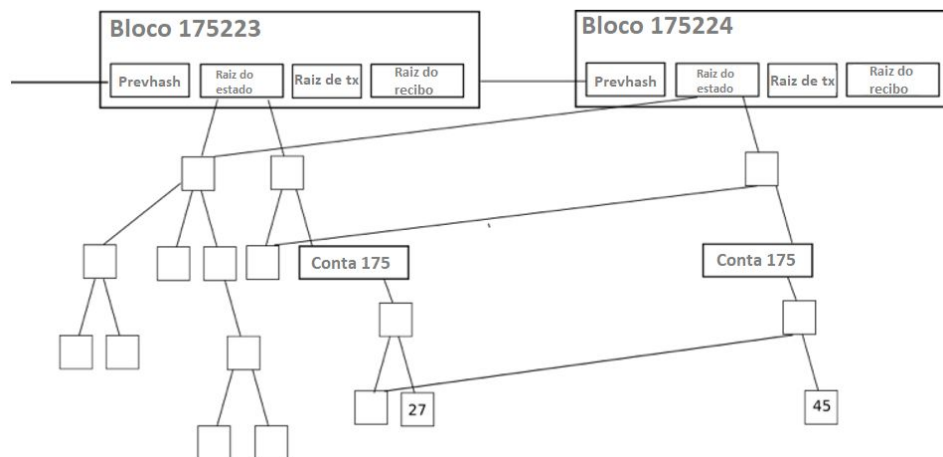 Bloco 175223
Prevhash
Raiz do
estado
Raiz de tx
Raiz do
recibo
Bloco 175224
Prevhash
Raiz do
estado
Raiz de tx
Raiz do
recibo
Conta 175
Conta 175
27
45